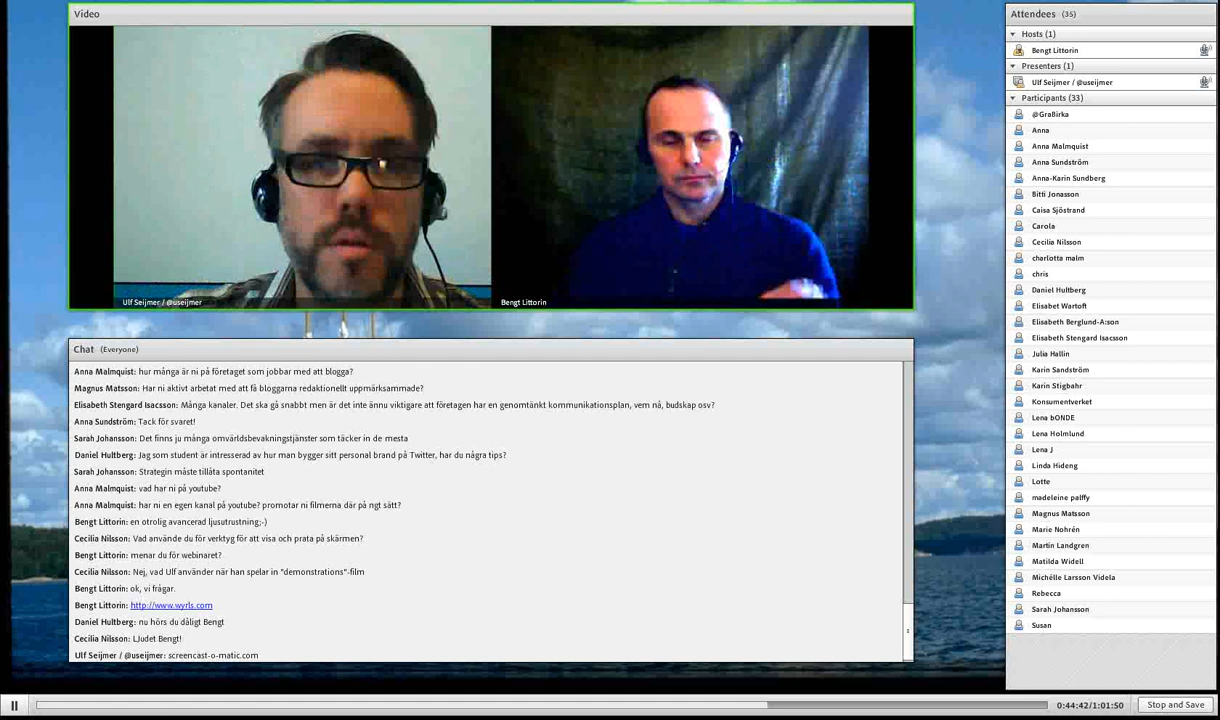 Video
Ulf Seijmer / @useijmer
Bengt Littorin
Chat (Everyone)
Anna Malmquist: hur många är ni på företaget som jobbar med att blogga?
Magnus Matsson: Har ni aktivt arbetat med att få bloggarna redaktionellt uppmärksammade?
Elisabeth Stengard Isacsson: Många kanaler. Det ska gå snabbt men är det inte ännu viktigare att företagen har en genomtänkt kommunikationsplan, vem nå, budskap osv?
Anna Sundström: Tack för svaret!
Sarah Johansson: Det finns ju många omvärldsbevakningstjänster som täcker in de mesta
Daniel Hultberg: Jag som student är intresserad av hur man bygger sitt personal brand på Twitter, har du några tips?
Sarah Johansson: Strategin måste tillåta spontanitet
Anna Malmquist: vad har ni på youtube?
Anna Malmquist: har ni en egen kanal på youtube? promotar ni filmerna där på ngt sätt?
Bengt Littorin: en otrolig avancerad ljusutrustning;-)
Cecilia Nilsson: Vad använde du för verktyg för att visa och prata på skärmen?
Bengt Littorin: menar du för webinaret?
Cecilia Nilsson: Nej, vad Ulf använder när han spelar in "demonstrations"-film
Bengt Littorin: ok, vi frågar.
Bengt Littorin: http://www.wyrls.com
Daniel Hultberg: nu hörs du dåligt Bengt
Cecilia Nilsson: LJudet Bengt!
Ulf Seijmer / @useijmer: screencast-o-matic.com
Attendees (35)
Hosts (1)
Bengt Littorin
Presenters (1)
Ulf Seijmer / @useijmer
Participants (33)
@GraBirka
Anna
Anna Malmquist
Anna Sundström
Anna-Karin Sundberg
Bitti Jonasson
Caisa Sjöstrand
Carola
Cecilia Nilsson
charlotta malm
chris
Daniel Hultberg
Elisabet Wartoft
Elisabeth Berglund-A:son
Elisabeth Stengard Isacsson
Julia Hallin
Karin Sandström
Karin Stigbahr
Konsumentverket
Lena bONDE
Lena Holmlund
Lena J
Linda Hideng
Lotte
madeleine palffy
Magnus Matsson
Marie Nohrén
Martin Landgren
Matilda Widell
Michélle Larsson Videla
Rebecca
Sarah Johansson
Susan
0:44:42/1:01:50
Stop and Save